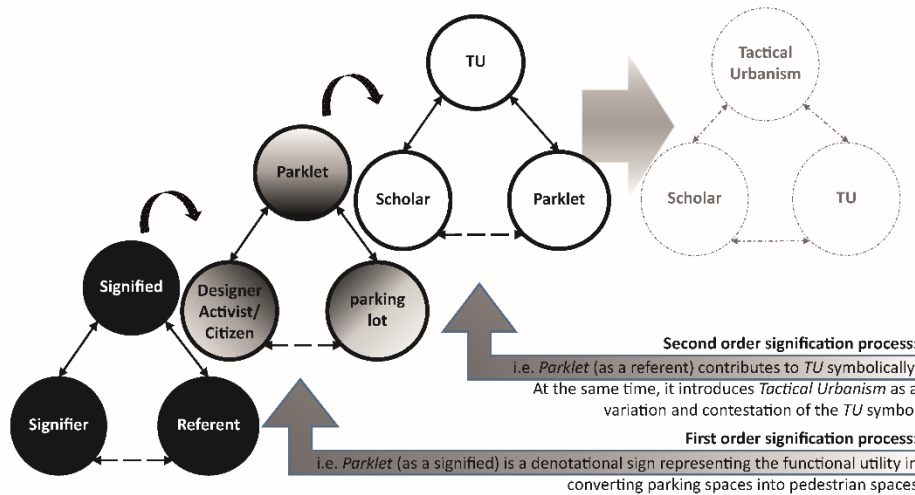 TU
Tactical
Urbanism
Parklet
Scholar
Parklet
Scholar
TU
Signified
Designer
Activist/
Citizen
parking
lot
Signifier
Referent
Second order signification process:
i.e. Parklet (as a referent) contributes to TU symbolically.
At the same time, it introduces Tactical Urbanism as a
variation and contestation of the TU symbo
First order signification process:
i.e. Parklet (as a signified) is a denotational sign representing the functional utility in
converting parking spaces into pedestrian spaces